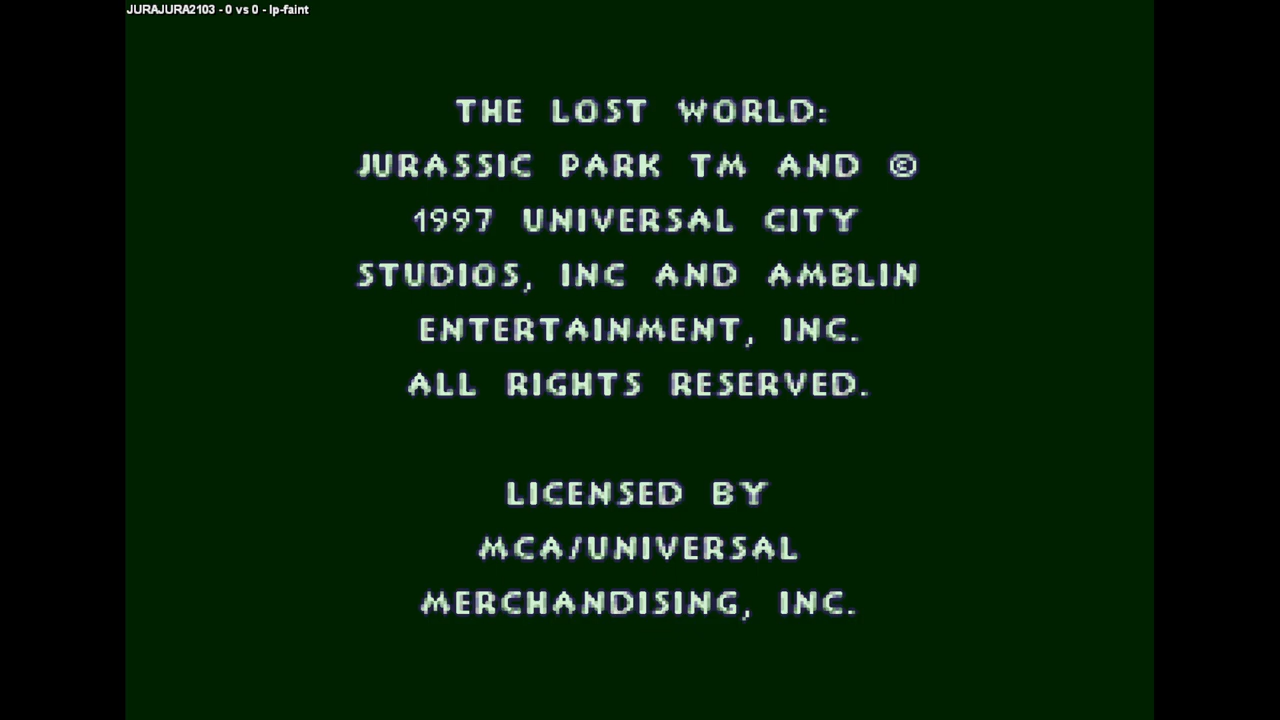 JURAJURA2103 - 0 vs 0 - lp-faint
THE LOST WORLD:
JURASSIC PARK TM AND ©
1997 UNIVERSAL CITY
STUDIOS, INC AND AMBLIN
ENTERTAINMENT, INC.
ALL RIGHTS RESERVED.
LICENSED BY
MCA/UNIVERSAL
MERCHANDISING, INC.